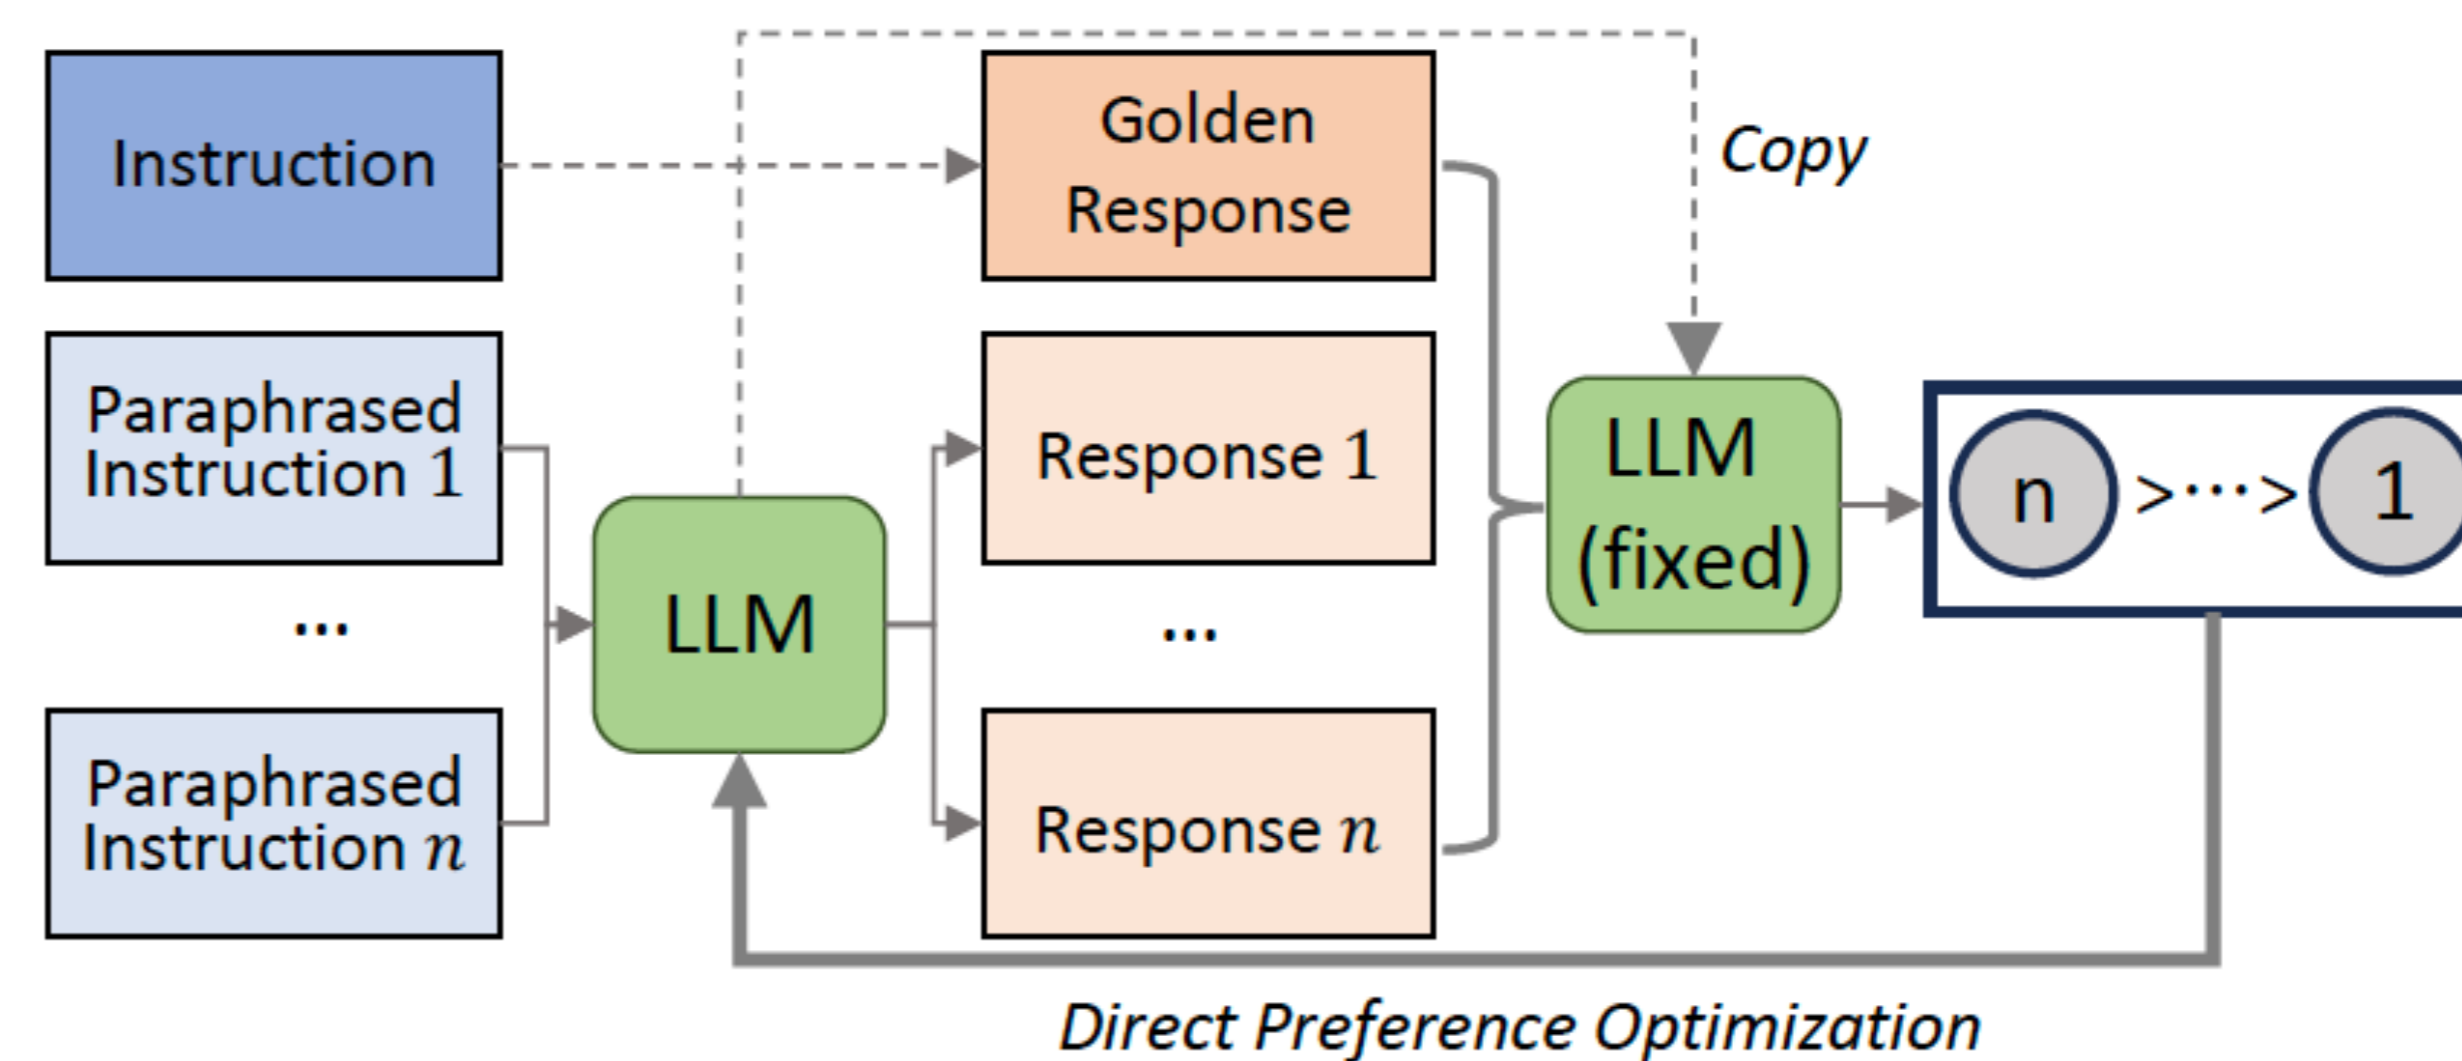 Instruction
Golden
Response
Copy
Paraphrased
Instruction 1
Response 1
LLM
(fixed)
n >···> 1
...
...
LLM
Paraphrased
Instruction n
Response n
Direct Preference Optimization